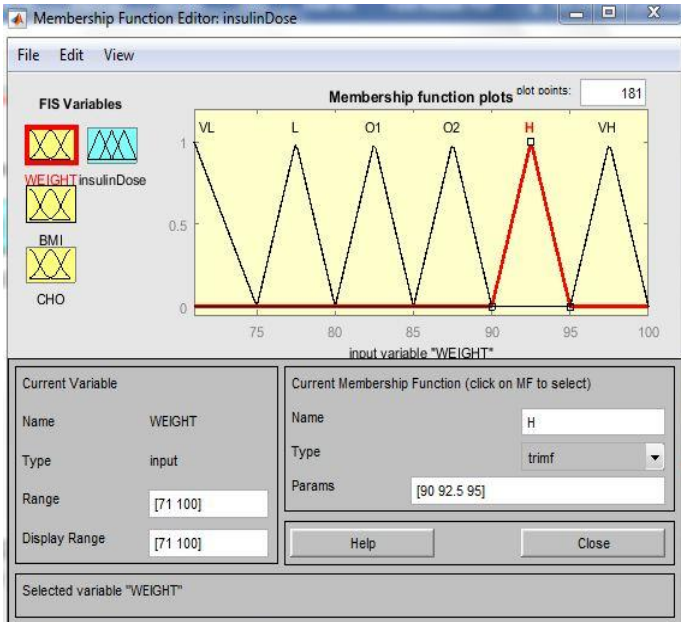 Membership Function Editor: insulinDose
File Edit View
FIS Variables
WEIGHT insulinDose
BMI
CHO
Membership function plots plot points: 181
VL L O1 O2 H VH
1
0.5
0
75 80 85 90 95 100
input variable "WEIGHT"
Current Variable
Name WEIGHT
Type input
Range [71 100]
Display Range [71 100]
Current Membership Function (click on MF to select)
Name H
Type trimf
Params [90 92.5 95]
Help Close
Selected variable "WEIGHT"